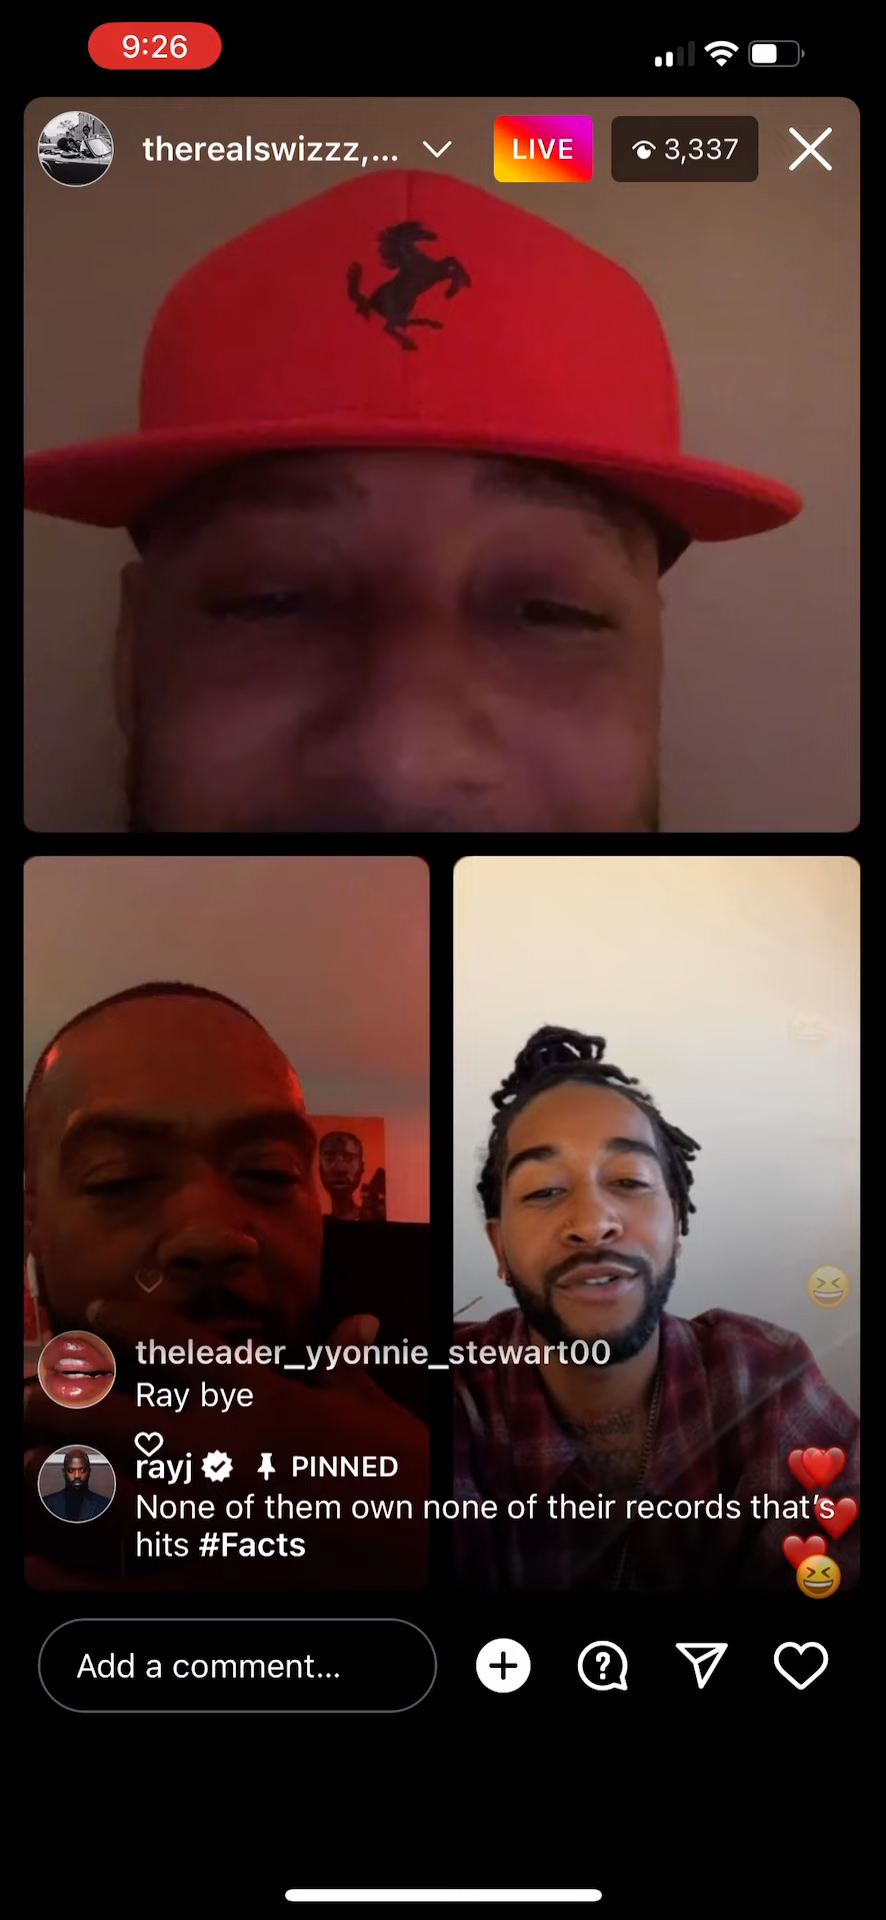 9:26
therealswizzz,...
LIVE
3,337
theleader_yyonnie_stewart00
Ray bye
rayj PINNED
None of them own none of their records that's
hits #Facts
Add a comment...